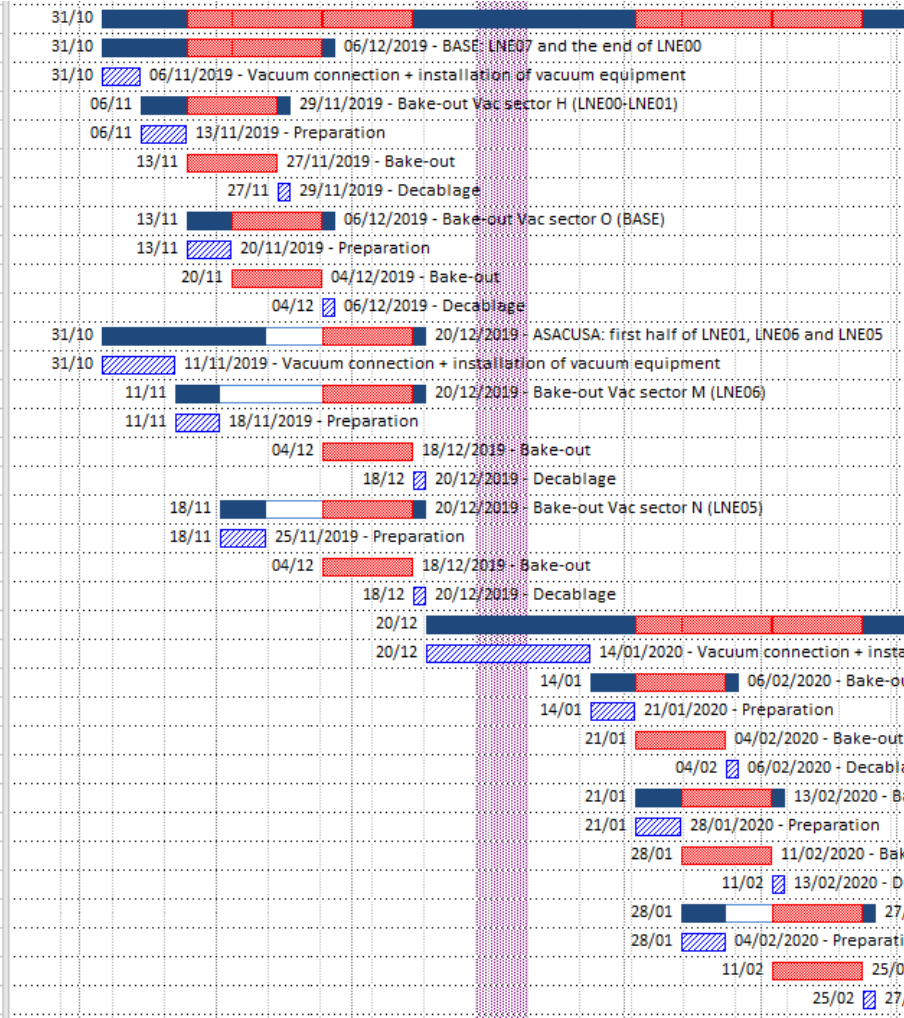 31/10
31/10 06/12/2019 - BASE: LNE07 and the end of LNE00
31/10 06/11/2019 - Vacuum connection + installation of vacuum equipment
06/11 29/11/2019 - Bake-out Vac sector H (LNE00-LNE01)
06/11 13/11/2019 - Preparation
13/11 27/11/2019 - Bake-out
27/11 29/11/2019 - Decablage
13/11 06/12/2019 - Bake-out Vac sector O (BASE)
13/11 20/11/2019 - Preparation
20/11 04/12/2019 - Bake-out
04/12 06/12/2019 - Decablage
31/10 20/12/2019 - ASACUSA: first half of LNE01, LNE06 and LNE05
31/10 11/11/2019 - Vacuum connection + installation of vacuum equipment
11/11 20/12/2019 - Bake-out Vac sector M (LNE06)
11/11 18/11/2019 - Preparation
04/12 18/12/2019 - Bake-out
18/12 20/12/2019 - Decablage
18/11 20/12/2019 - Bake-out Vac sector N (LNE05)
18/11 25/11/2019 - Preparation
04/12 18/12/2019 - Bake-out
18/12 20/12/2019 - Decablage
20/12
20/12 14/01/2020 - Vacuum connection + insta
14/01 06/02/2020 - Bake-ou
14/01 21/01/2020 - Preparation
21/01 04/02/2020 - Bake-out
04/02 06/02/2020 - Decabla
21/01 13/02/2020 - Ba
21/01 28/01/2020 - Preparation
28/01 11/02/2020 - Bak
11/02 13/02/2020 - D
28/01 27/
28/01 04/02/2020 - Preparati
11/02 25/0
25/02 27/